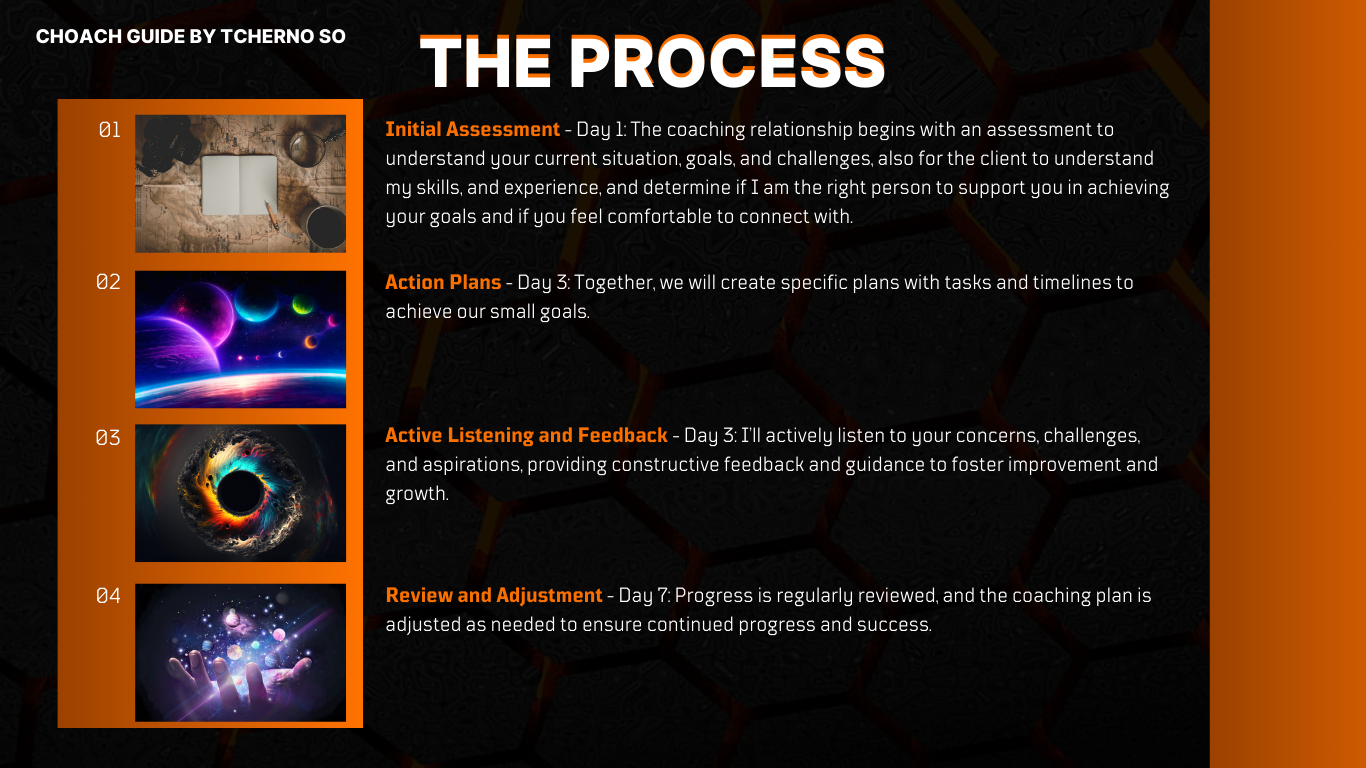 CHOACH GUIDE BY TCHERNO SO
THE PROCESS
01
Initial Assessment - Day 1: The coaching relationship begins with an assessment to
understand your current situation, goals, and challenges, also for the client to understand
my skills, and experience, and determine if I am the right person to support you in achieving
your goals and if you feel comfortable to connect with.
02
Action Plans - Day 3: Together, we will create specific plans with tasks and timelines to
achieve our small goals.
03
Active Listening and Feedback - Day 3: I'll actively listen to your concerns, challenges,
and aspirations, providing constructive feedback and guidance to foster improvement and
growth.
04
Review and Adjustment - Day 7: Progress is regularly reviewed, and the coaching plan is
adjusted as needed to ensure continued progress and success.